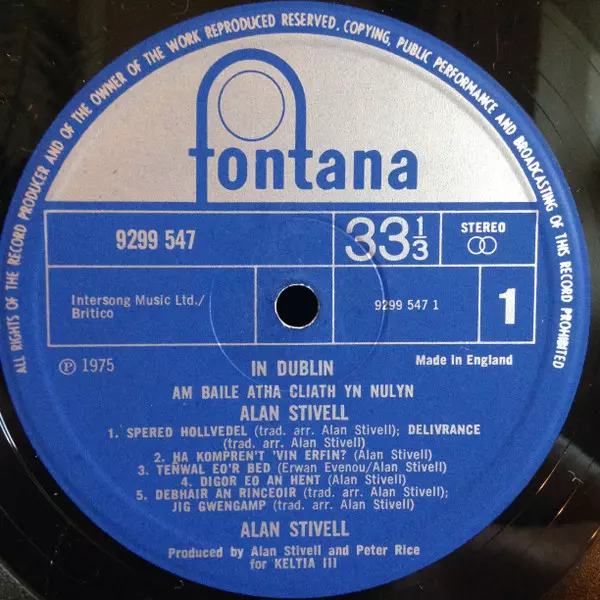 ALL RIGHTS OF THE RECORD PRODUCER AND OF THE OWNER OF THE WORK REPRODUCED RESERVED. COPYING, PUBLIC PERFORMANCE AND BROADCASTING OF THIS RECORD PROHIBITED
fontana
9299 547
33 1/3
STEREO
Intersong Music Ltd./
Britico
9299 547 1
1
℗ 1975
IN DUBLIN
Made in England
AM BAILE ATHA CLIATH YN NULYN
ALAN STIVELL
1. SPERED HOLLVEDEL (trad. arr. Alan Stivell); DELIVRANCE
(trad. arr. Alan Stivell)
2. HA KOMPREN'T 'VIN ERFIN? (Alan Stivell)
3. TEŃWAL EO'R BED (Erwan Evenou/Alan Stivell)
4. DIGOR EO AN HENT (Alan Stivell)
5. DEBHAIR AN RINCEOIR (trad. arr. Alan Stivell);
JIG GWENGAMP (trad. arr. Alan Stivell)
ALAN STIVELL
Produced by Alan Stivell and Peter Rice
for KELTIA III